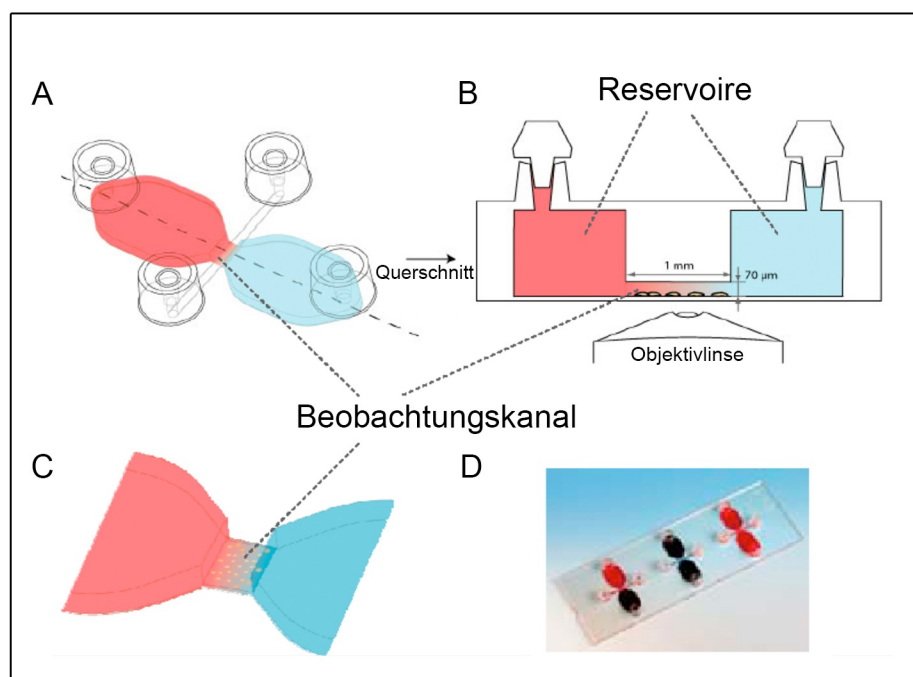 A
B
Reservoire
Querschnitt
1 mm
70 µm
Objektivlinse
Beobachtungskanal
C
D